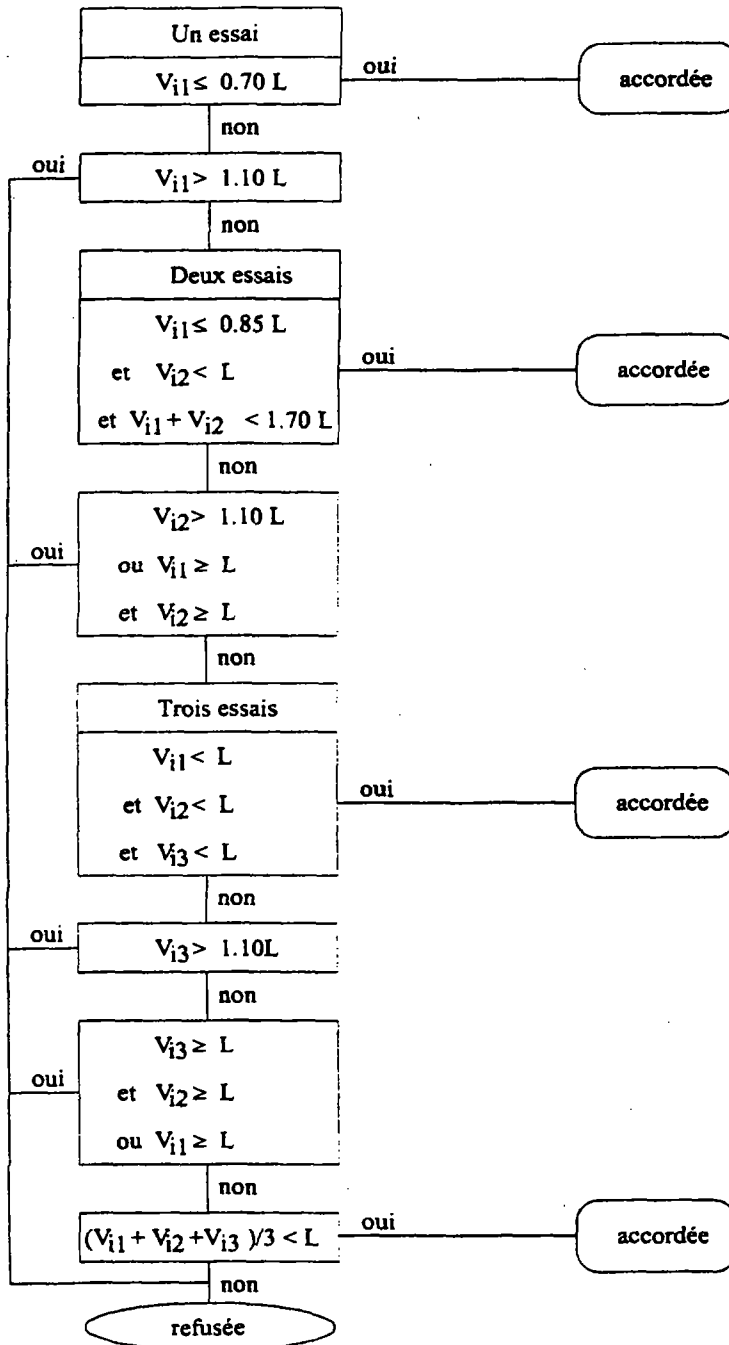 Un essai
Vi1 ≤ 0.70 L
oui
accordée
non
oui
Vi1 > 1.10 L
non
Deux essais
Vi1 ≤ 0.85 L
et Vi2 < L
et Vi1 + Vi2 < 1.70 L
oui
accordée
non
Vi2 > 1.10 L
oui
ou Vi1 ≥ L
et Vi2 ≥ L
non
Trois essais
Vi1 < L
et Vi2 < L
et Vi3 < L
oui
accordée
non
oui
Vi3 > 1.10L
non
Vi3 ≥ L
oui
et Vi2 ≥ L
ou Vi1 ≥ L
non
(Vi1 + Vi2 +Vi3 )/3 < L
oui
accordée
non
refusée